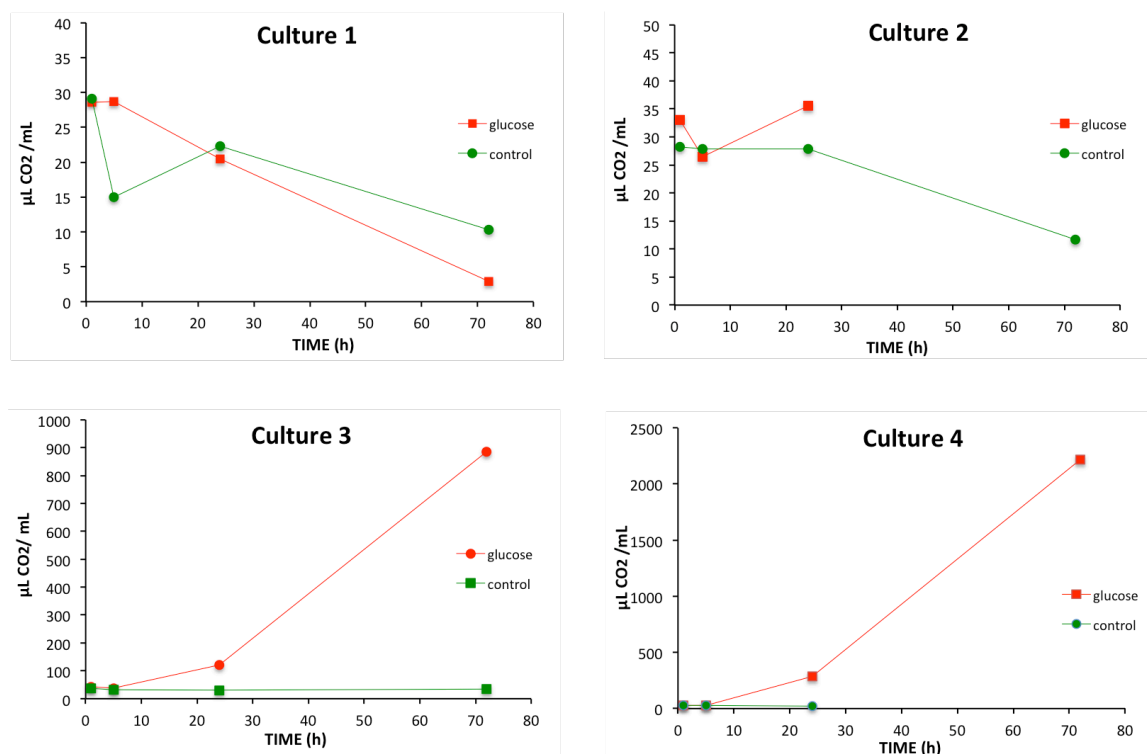 Culture 1
40
35
30
25
20
15
10
5
0
µL CO2 /mL
glucose
control
0 10 20 30 40 50 60 70 80
TIME (h)
Culture 2
50
45
40
35
30
25
20
15
10
5
0
µL CO2 /mL
glucose
control
0 10 20 30 40 50 60 70 80
TIME (h)
Culture 3
1000
900
800
700
600
500
400
300
200
100
0
µL CO2/ mL
glucose
control
0 10 20 30 40 50 60 70 80
TIME (h)
Culture 4
2500
2000
1500
1000
500
0
µL CO2 /mL
glucose
control
0 10 20 30 40 50 60 70 80
TIME (h)